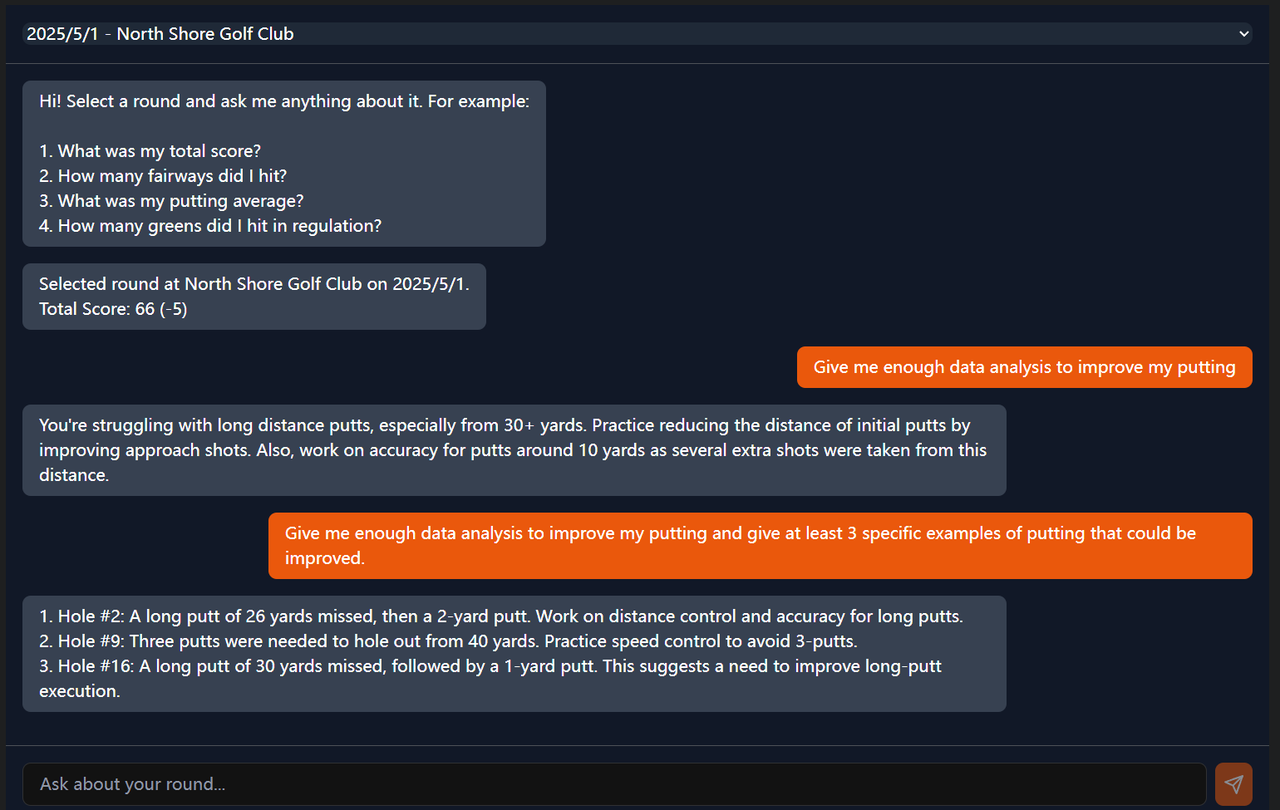 2025/5/1 - North Shore Golf Club
Hi! Select a round and ask me anything about it. For example:
1. What was my total score?
2. How many fairways did I hit?
3. What was my putting average?
4. How many greens did I hit in regulation?
Selected round at North Shore Golf Club on 2025/5/1.
Total Score: 66 (-5)
Give me enough data analysis to improve my putting
You're struggling with long distance putts, especially from 30+ yards. Practice reducing the distance of initial putts by
improving approach shots. Also, work on accuracy for putts around 10 yards as several extra shots were taken from this
distance.
Give me enough data analysis to improve my putting and give at least 3 specific examples of putting that could be
improved.
1. Hole #2: A long putt of 26 yards missed, then a 2-yard putt. Work on distance control and accuracy for long putts.
2. Hole #9: Three putts were needed to hole out from 40 yards. Practice speed control to avoid 3-putts.
3. Hole #16: A long putt of 30 yards missed, followed by a 1-yard putt. This suggests a need to improve long-putt
execution.
Ask about your round...